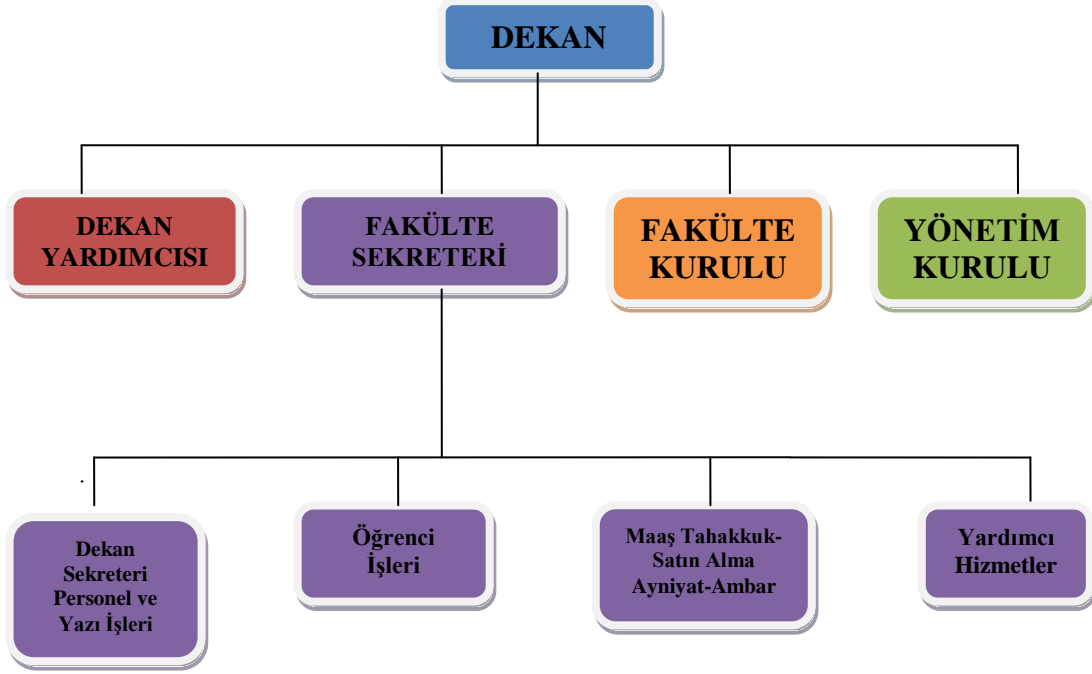 DEKAN
DEKAN
YARDIMCISI
FAKÜLTE
SEKRETERİ
FAKÜLTE
KURULU
YÖNETİM
KURULU
.
Dekan
Sekreteri
Personel ve
Yazı İşleri
Öğrenci
İşleri
Maaş Tahakkuk-
Satın Alma
Ayniyat-Ambar
Yardımcı
Hizmetler